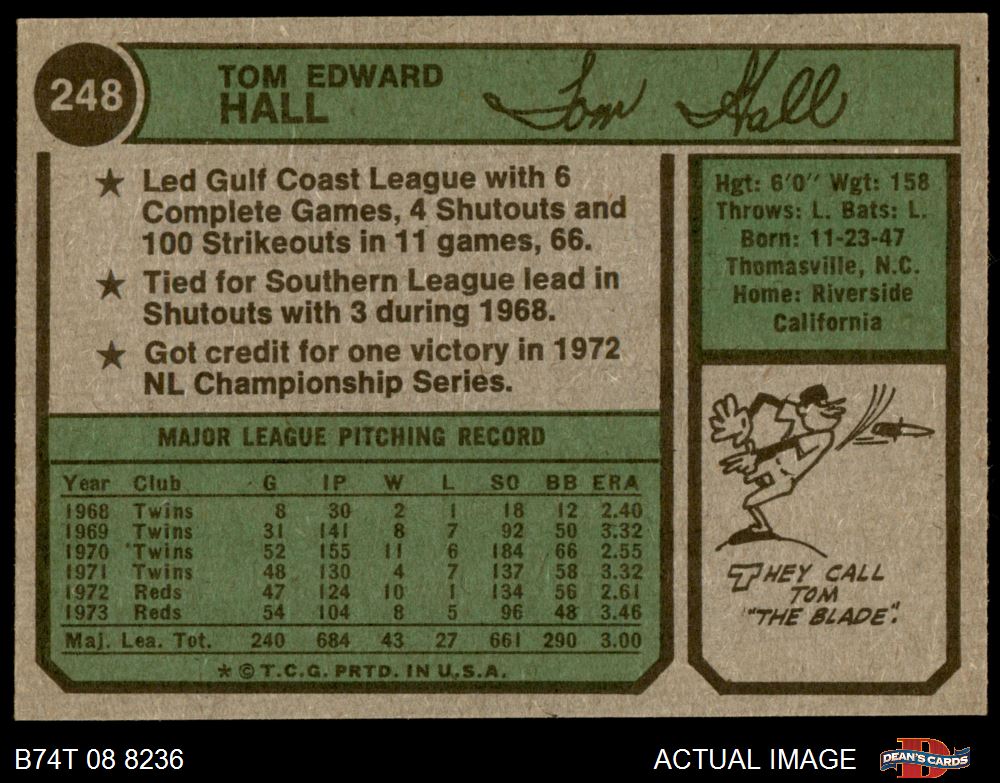 248
TOM EDWARD
HALL
Tom Hall
★ Led Gulf Coast League with 6
Complete Games, 4 Shutouts and
100 Strikeouts in 11 games, 66.
★ Tied for Southern League lead in
Shutouts with 3 during 1968.
★ Got credit for one victory in 1972
NL Championship Series.
Hgt: 6'0" Wgt: 158
Throws: L. Bats: L.
Born: 11-23-47
Thomasville, N.C.
Home: Riverside
California
MAJOR LEAGUE PITCHING RECORD
Year Club G IP W L SO BB ERA
1968 Twins 8 30 2 1 18 12 2.40
1969 Twins 31 141 8 7 92 50 3.32
1970 Twins 52 155 11 6 184 66 2.55
1971 Twins 48 130 4 7 137 58 3.32
1972 Reds 47 124 10 1 134 56 2.61
1973 Reds 54 104 8 5 96 48 3.46
Maj. Lea. Tot. 240 684 43 27 661 290 3.00
* © T.C.G. PRTD. IN U.S.A.
THEY CALL
TOM
"THE BLADE".
B74T 08 8236
ACTUAL IMAGE
D
DEAN'S CARDS